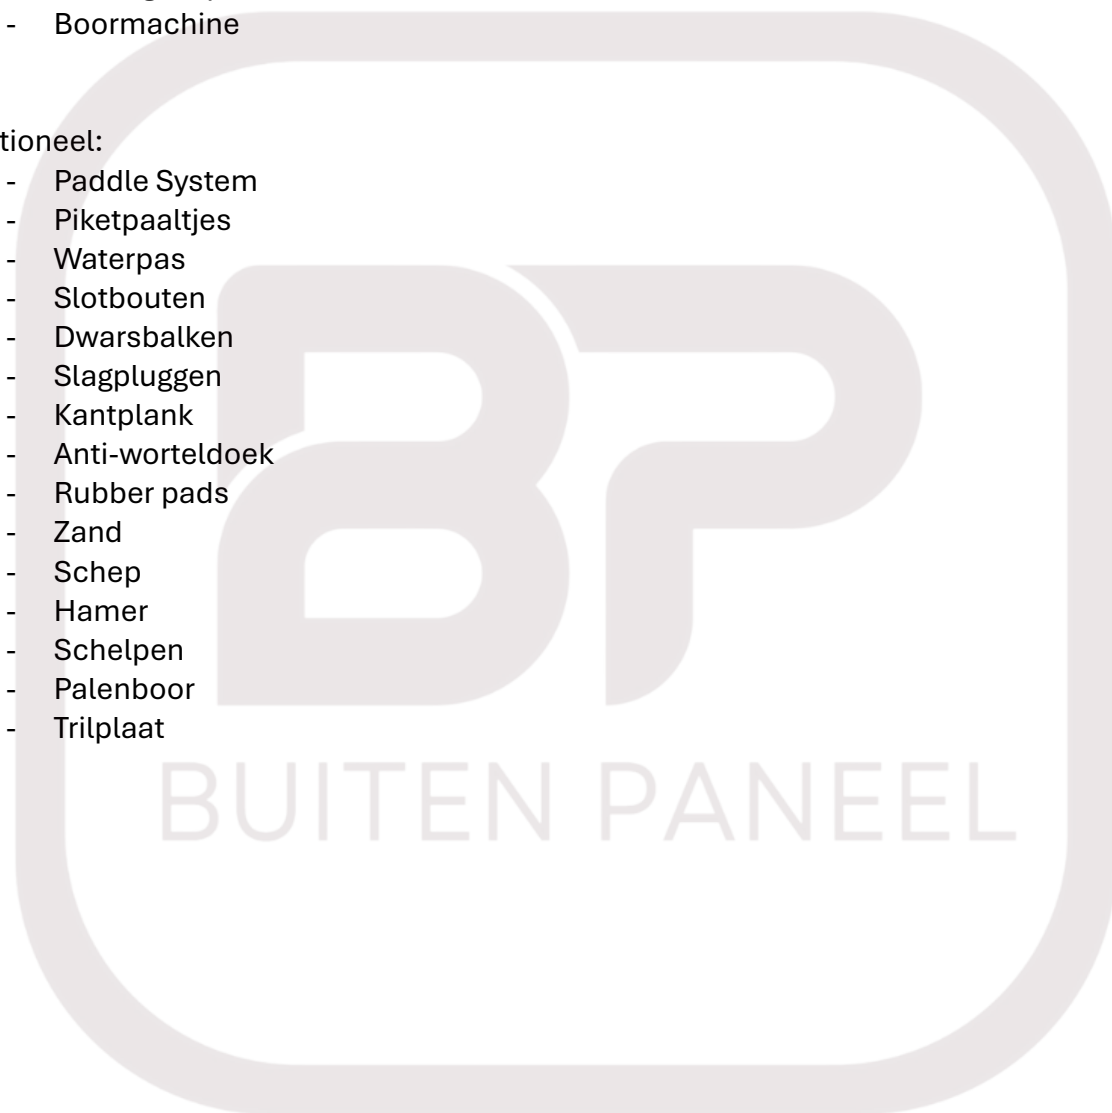 - Boormachine
tioneel:
- Paddle System
- Piketpaaltjes
- Waterpas
- Slotbouten
- Dwarsbalken
- Slagpluggen
- Kantplank
- Anti-worteldoek
- Rubber pads
- Zand
- Schep
- Hamer
- Schelpen
- Palenboor
- Trilplaat
BP
BUITEN PANEEL